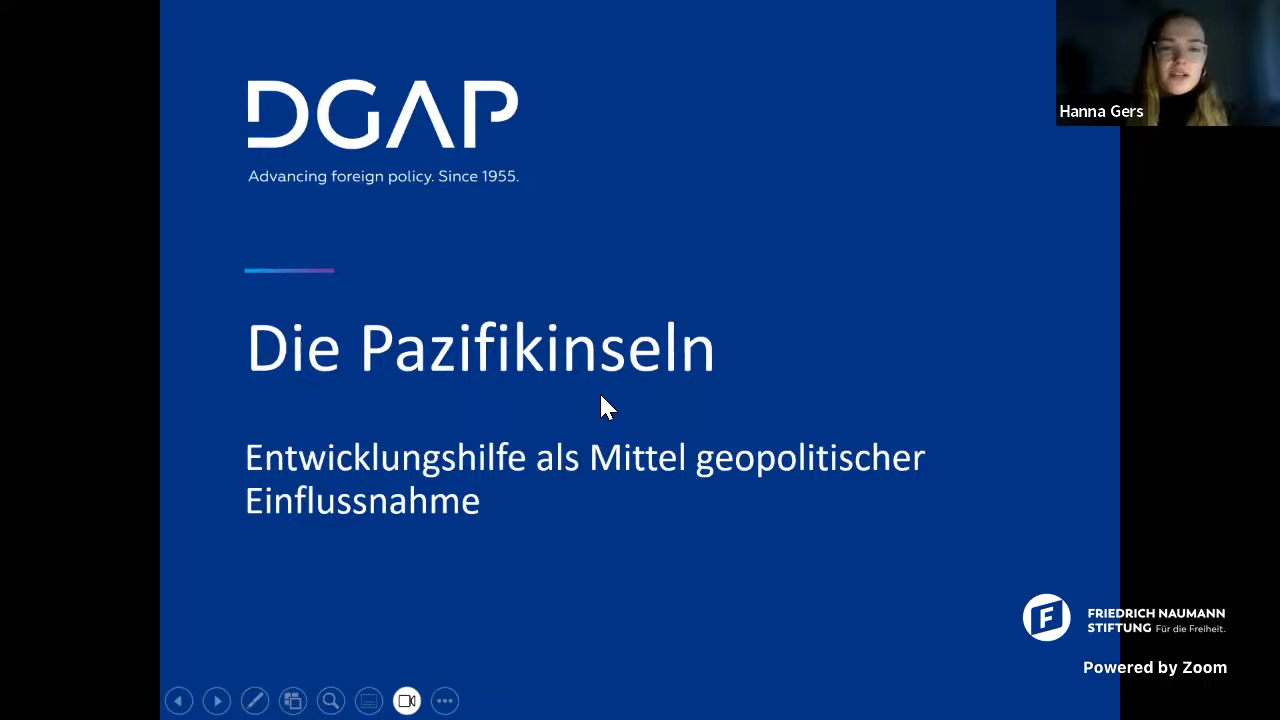 DGAP
Advancing foreign policy. Since 1955.
Hanna Gers
Die Pazifikinseln
Entwicklungshilfe als Mittel geopolitischer
Einflussnahme
F
FRIEDRICH NAUMANN
STIFTUNG Für die Freiheit.
Powered by Zoom